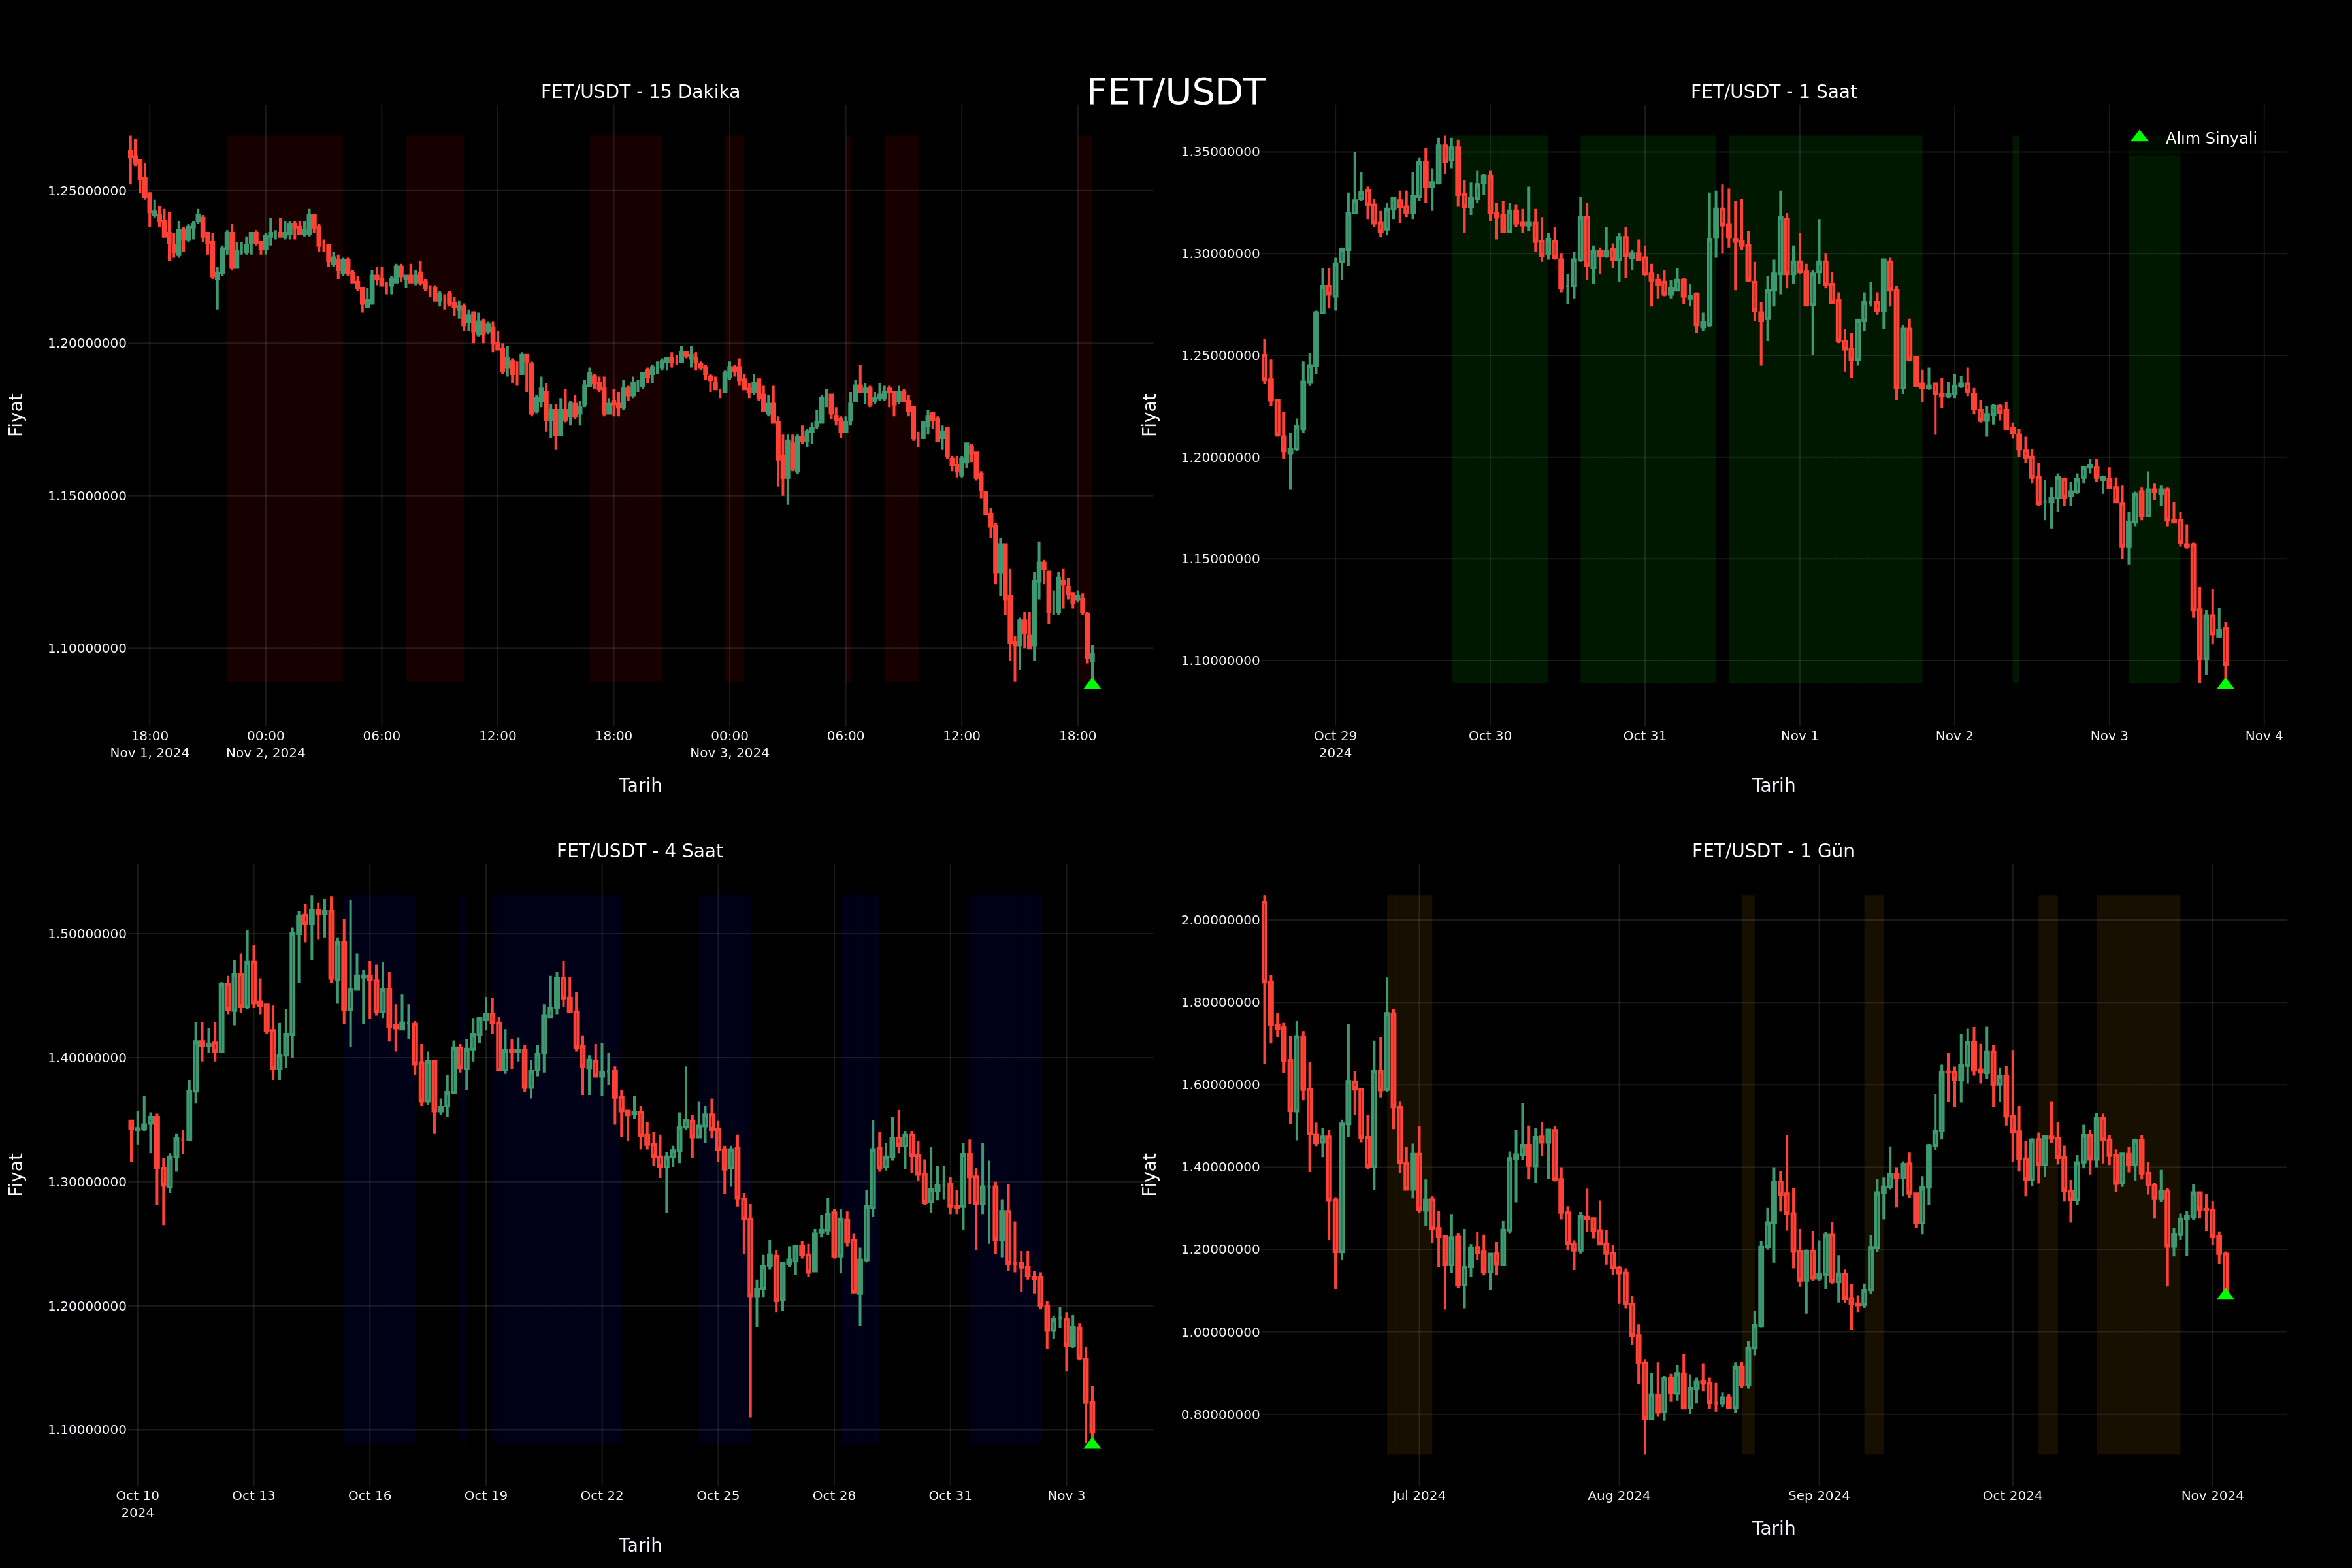 FET/USDT
FET/USDT - 15 Dakika
Fiyat
1.25000000
1.20000000
1.15000000
1.10000000
18:00
Nov 1, 2024
00:00
Nov 2, 2024
06:00
12:00
18:00
00:00
Nov 3, 2024
06:00
12:00
18:00
Tarih
FET/USDT - 1 Saat
Alım Sinyali
Fiyat
1.35000000
1.30000000
1.25000000
1.20000000
1.15000000
1.10000000
Oct 29
2024
Oct 30
Oct 31
Nov 1
Nov 2
Nov 3
Nov 4
Tarih
FET/USDT - 4 Saat
Fiyat
1.50000000
1.40000000
1.30000000
1.20000000
1.10000000
Oct 10
2024
Oct 13
Oct 16
Oct 19
Oct 22
Oct 25
Oct 28
Oct 31
Nov 3
Tarih
FET/USDT - 1 Gün
Fiyat
2.00000000
1.80000000
1.60000000
1.40000000
1.20000000
1.00000000
0.80000000
Jul 2024
Aug 2024
Sep 2024
Oct 2024
Nov 2024
Tarih